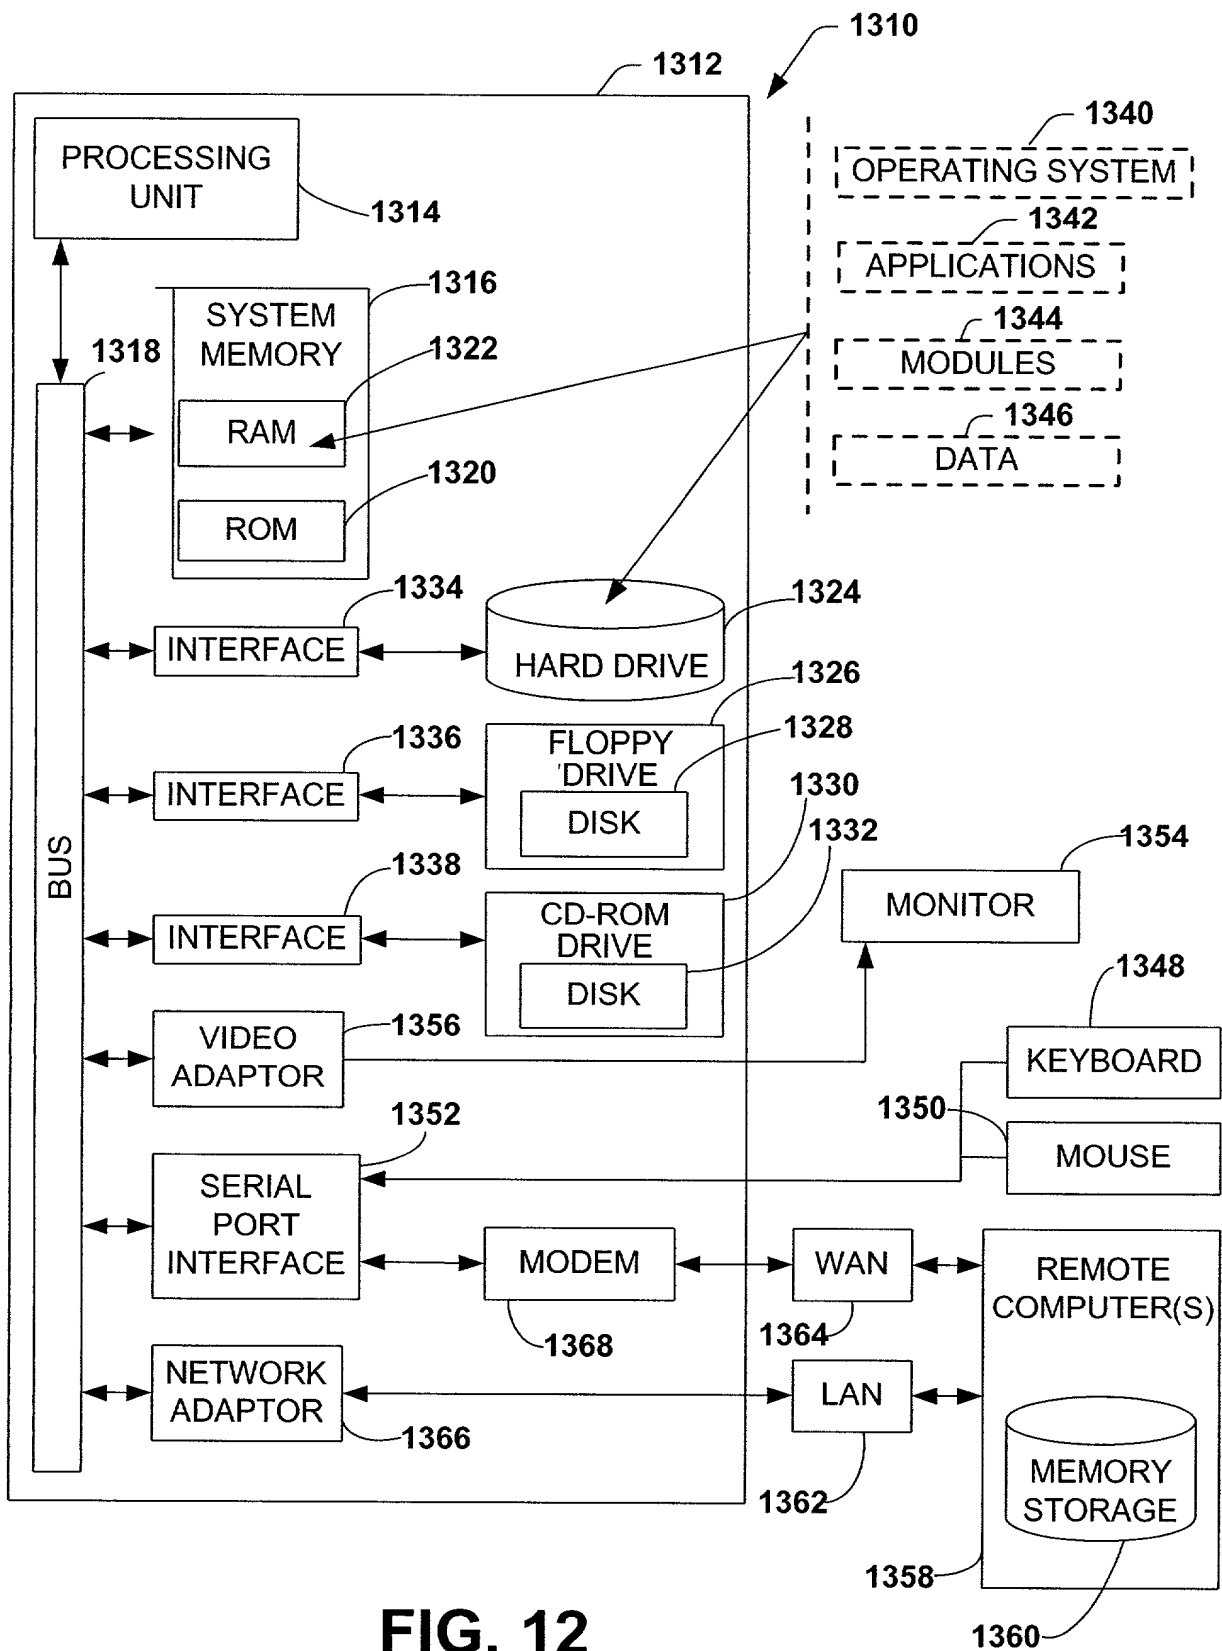 1310
1312
PROCESSING
UNIT
1314
1340
OPERATING SYSTEM
1342
APPLICATIONS
1344
MODULES
1346
DATA
1316
SYSTEM
MEMORY
1318
1322
RAM
1320
ROM
BUS
1334
INTERFACE
1324
HARD DRIVE
1326
1336
INTERFACE
FLOPPY
DRIVE
1328
DISK
1330
1332
1338
INTERFACE
CD-ROM
DRIVE
DISK
1354
MONITOR
1356
VIDEO
ADAPTOR
1348
KEYBOARD
1350
MOUSE
1352
SERIAL
PORT
INTERFACE
MODEM
1368
WAN
1364
REMOTE
COMPUTER(S)
NETWORK
ADAPTOR
1366
LAN
1362
MEMORY
STORAGE
1358
1360
FIG. 12